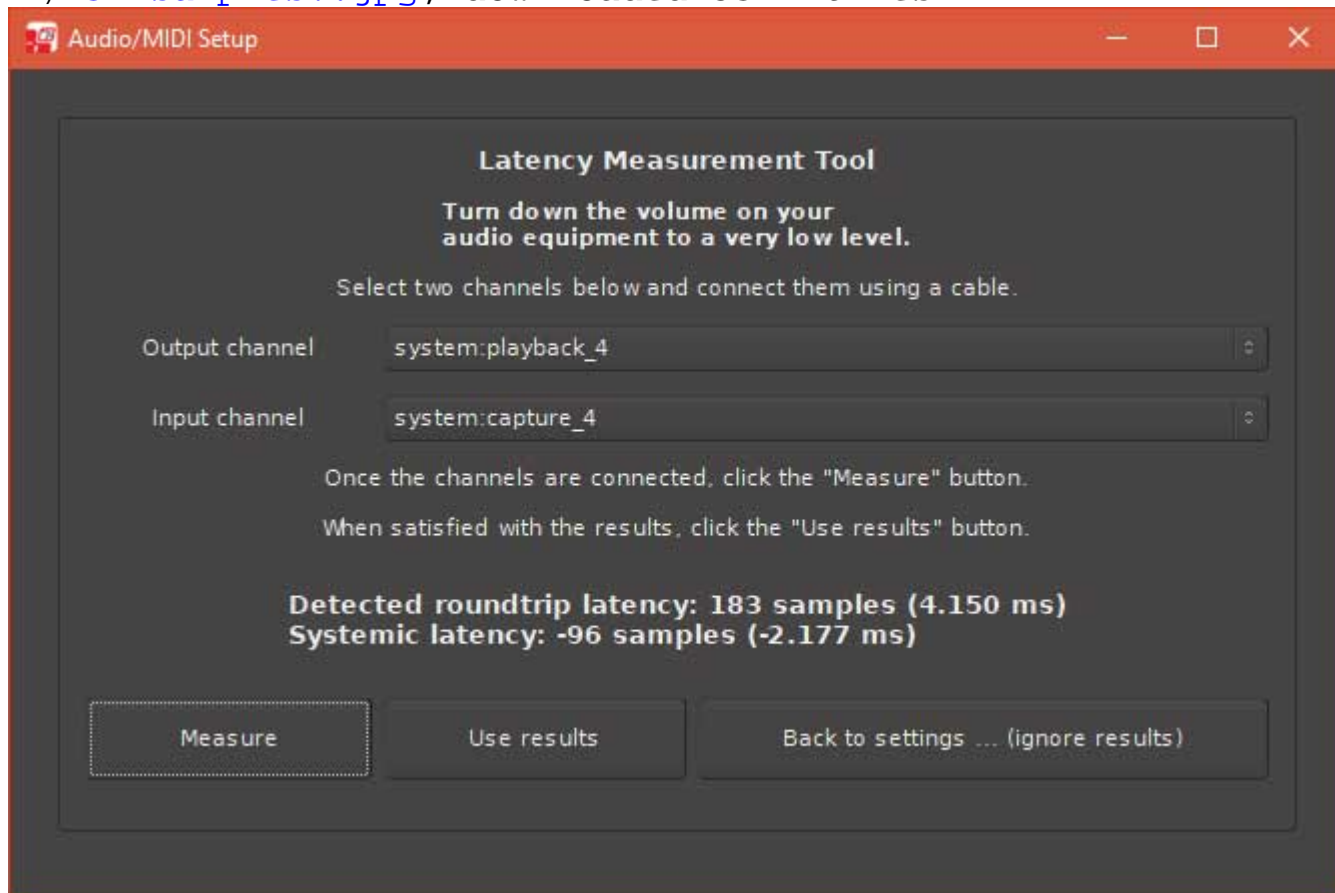 Audio/MIDI Setup
Latency Measurement Tool
Turn down the volume on your
audio equipment to a very low level.
Select two channels below and connect them using a cable.
Output channel system:playback_4
Input channel system:capture_4
Once the channels are connected, click the "Measure" button.
When satisfied with the results, click the "Use results" button.
Detected roundtrip latency: 183 samples (4.150 ms)
Systemic latency: -96 samples (-2.177 ms)
Measure Use results Back to settings ... (ignore results)